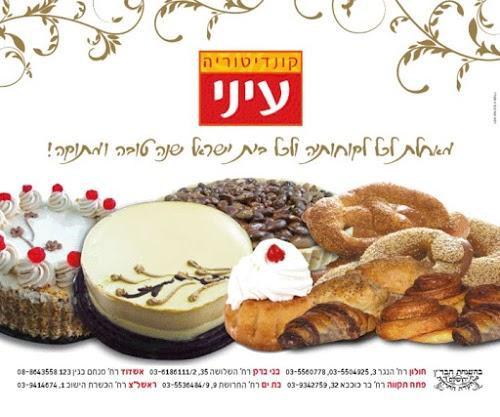 קונדיטוריה
עיני
מאחלת לכל לקוחותיה ולכל בית ישראל שנה טובה ומתוקה!
חולון רח' הנגר 3, 03-5504925, 03-5560778 בני ברק רח' השלושה 35, 03-6186111/2 אשדוד רח' מנחם בגין 123 08-8643558
פתח תקווה רח' בר כוכבא 32, 03-9342759 בת ים רח' החרושת 9, 03-5536484/9 ראשל"צ רח' הכשרת הישוב 1, 03-9414674